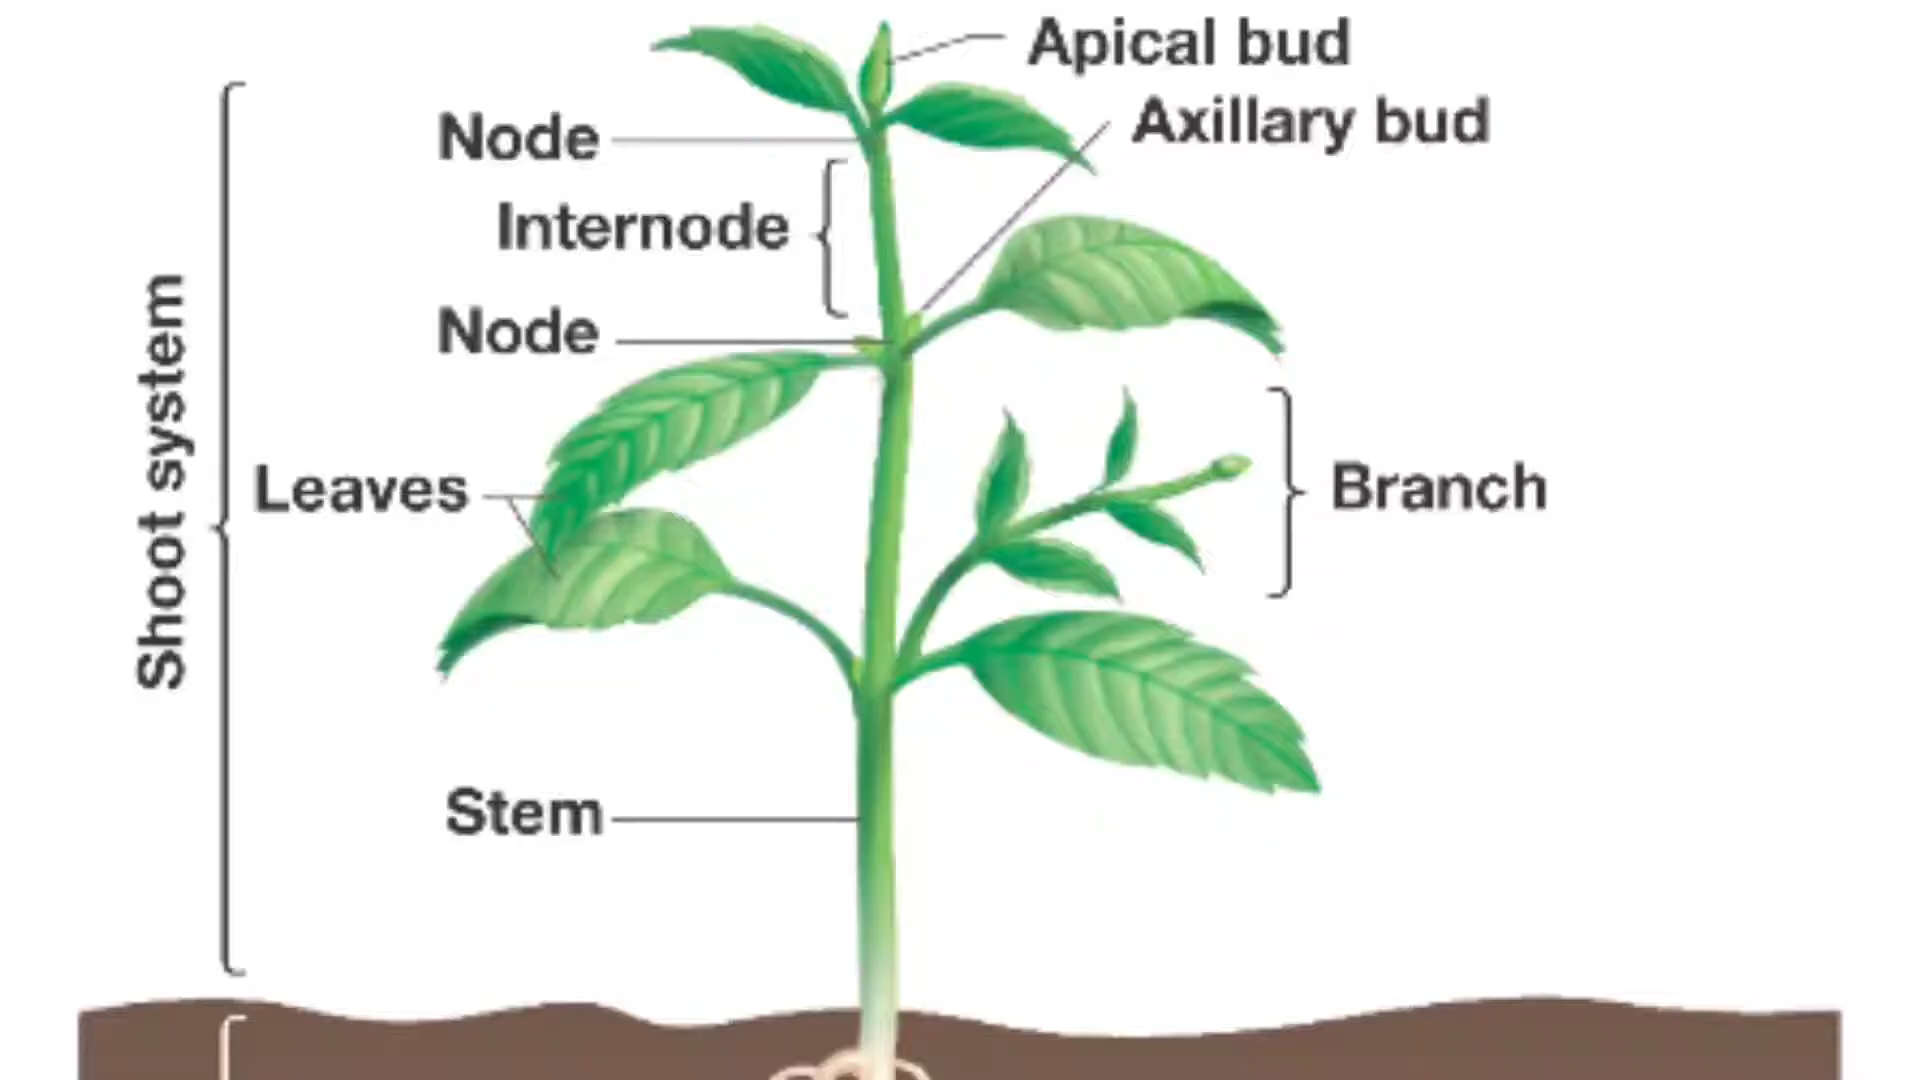 Apical bud
Axillary bud
Node
Internode
Node
Shoot system
Leaves
Branch
Stem